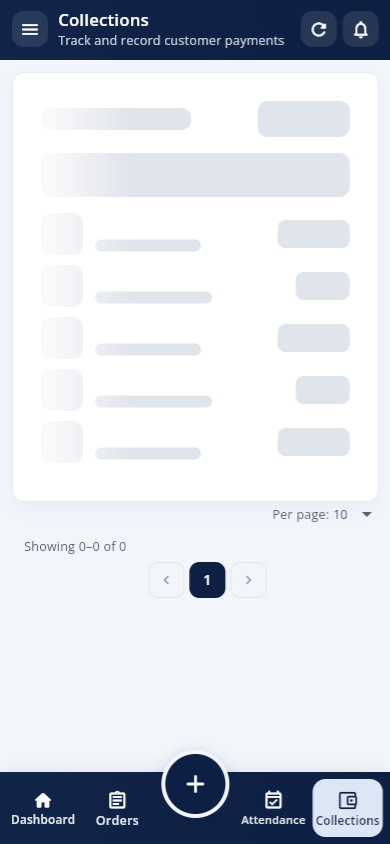 Collections
Track and record customer payments
Per page: 10
Showing 0–0 of 0
1
Dashboard
Orders
Attendance
Collections